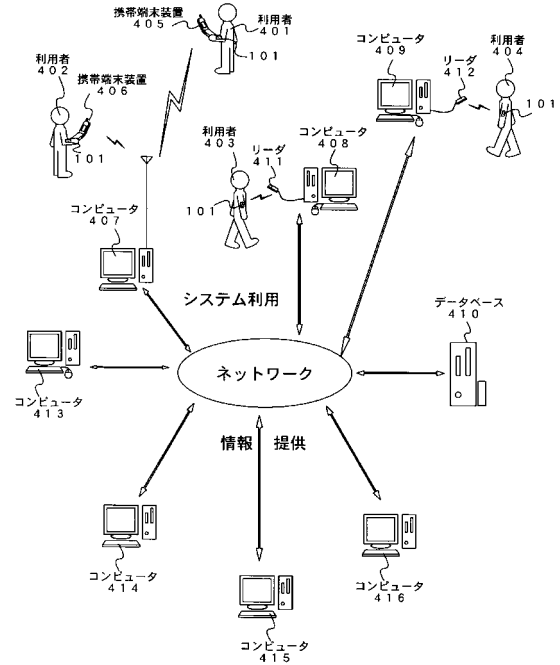 携帯端末装置
405
利用者
401
101
コンピュータ
409
リーダ
412
利用者
404
101
利用者
402
携帯端末装置
406
101
利用者
403
リーダ
411
コンピュータ
408
101
コンピュータ
407
システム利用
データベース
410
ネットワーク
コンピュータ
413
情報 提供
コンピュータ
414
コンピュータ
415
コンピュータ
416